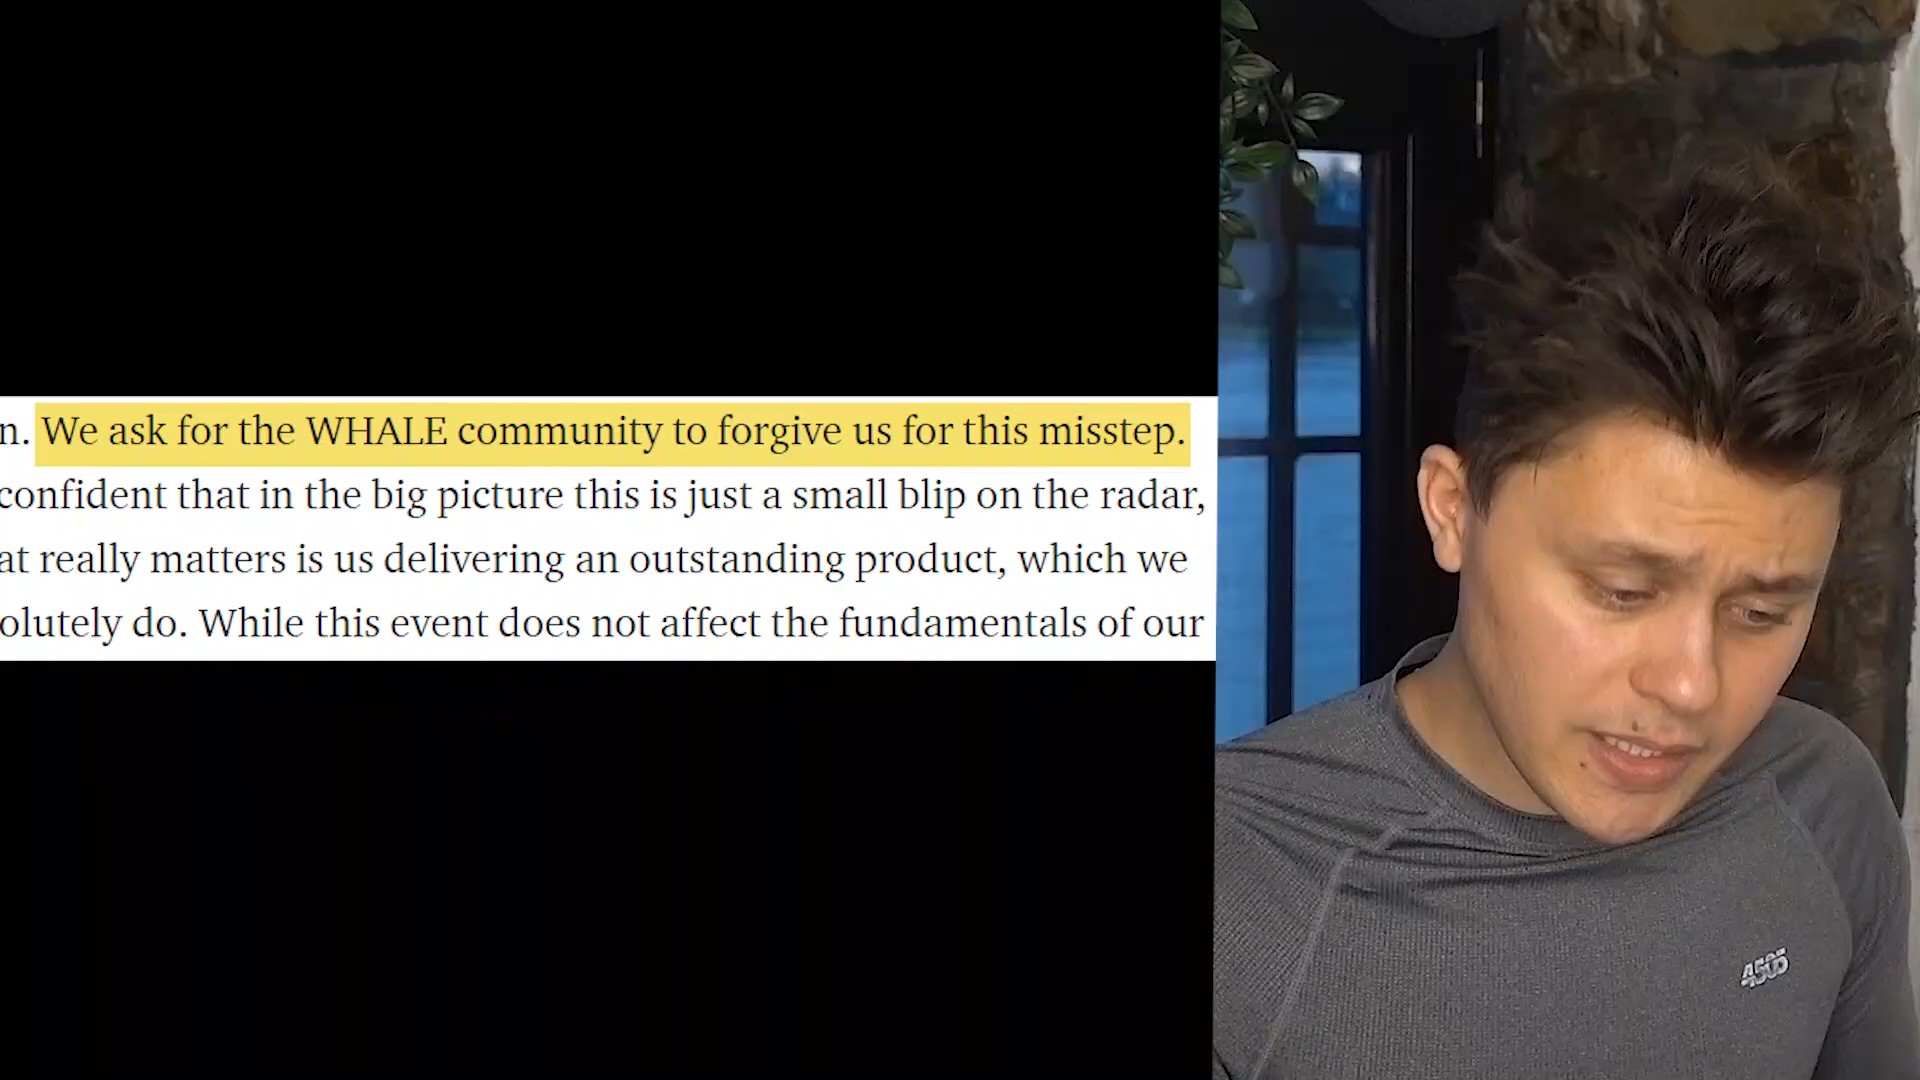 n. We ask for the WHALE community to forgive us for this misstep.
confident that in the big picture this is just a small blip on the radar,
at really matters is us delivering an outstanding product, which we
olutely do. While this event does not affect the fundamentals of our